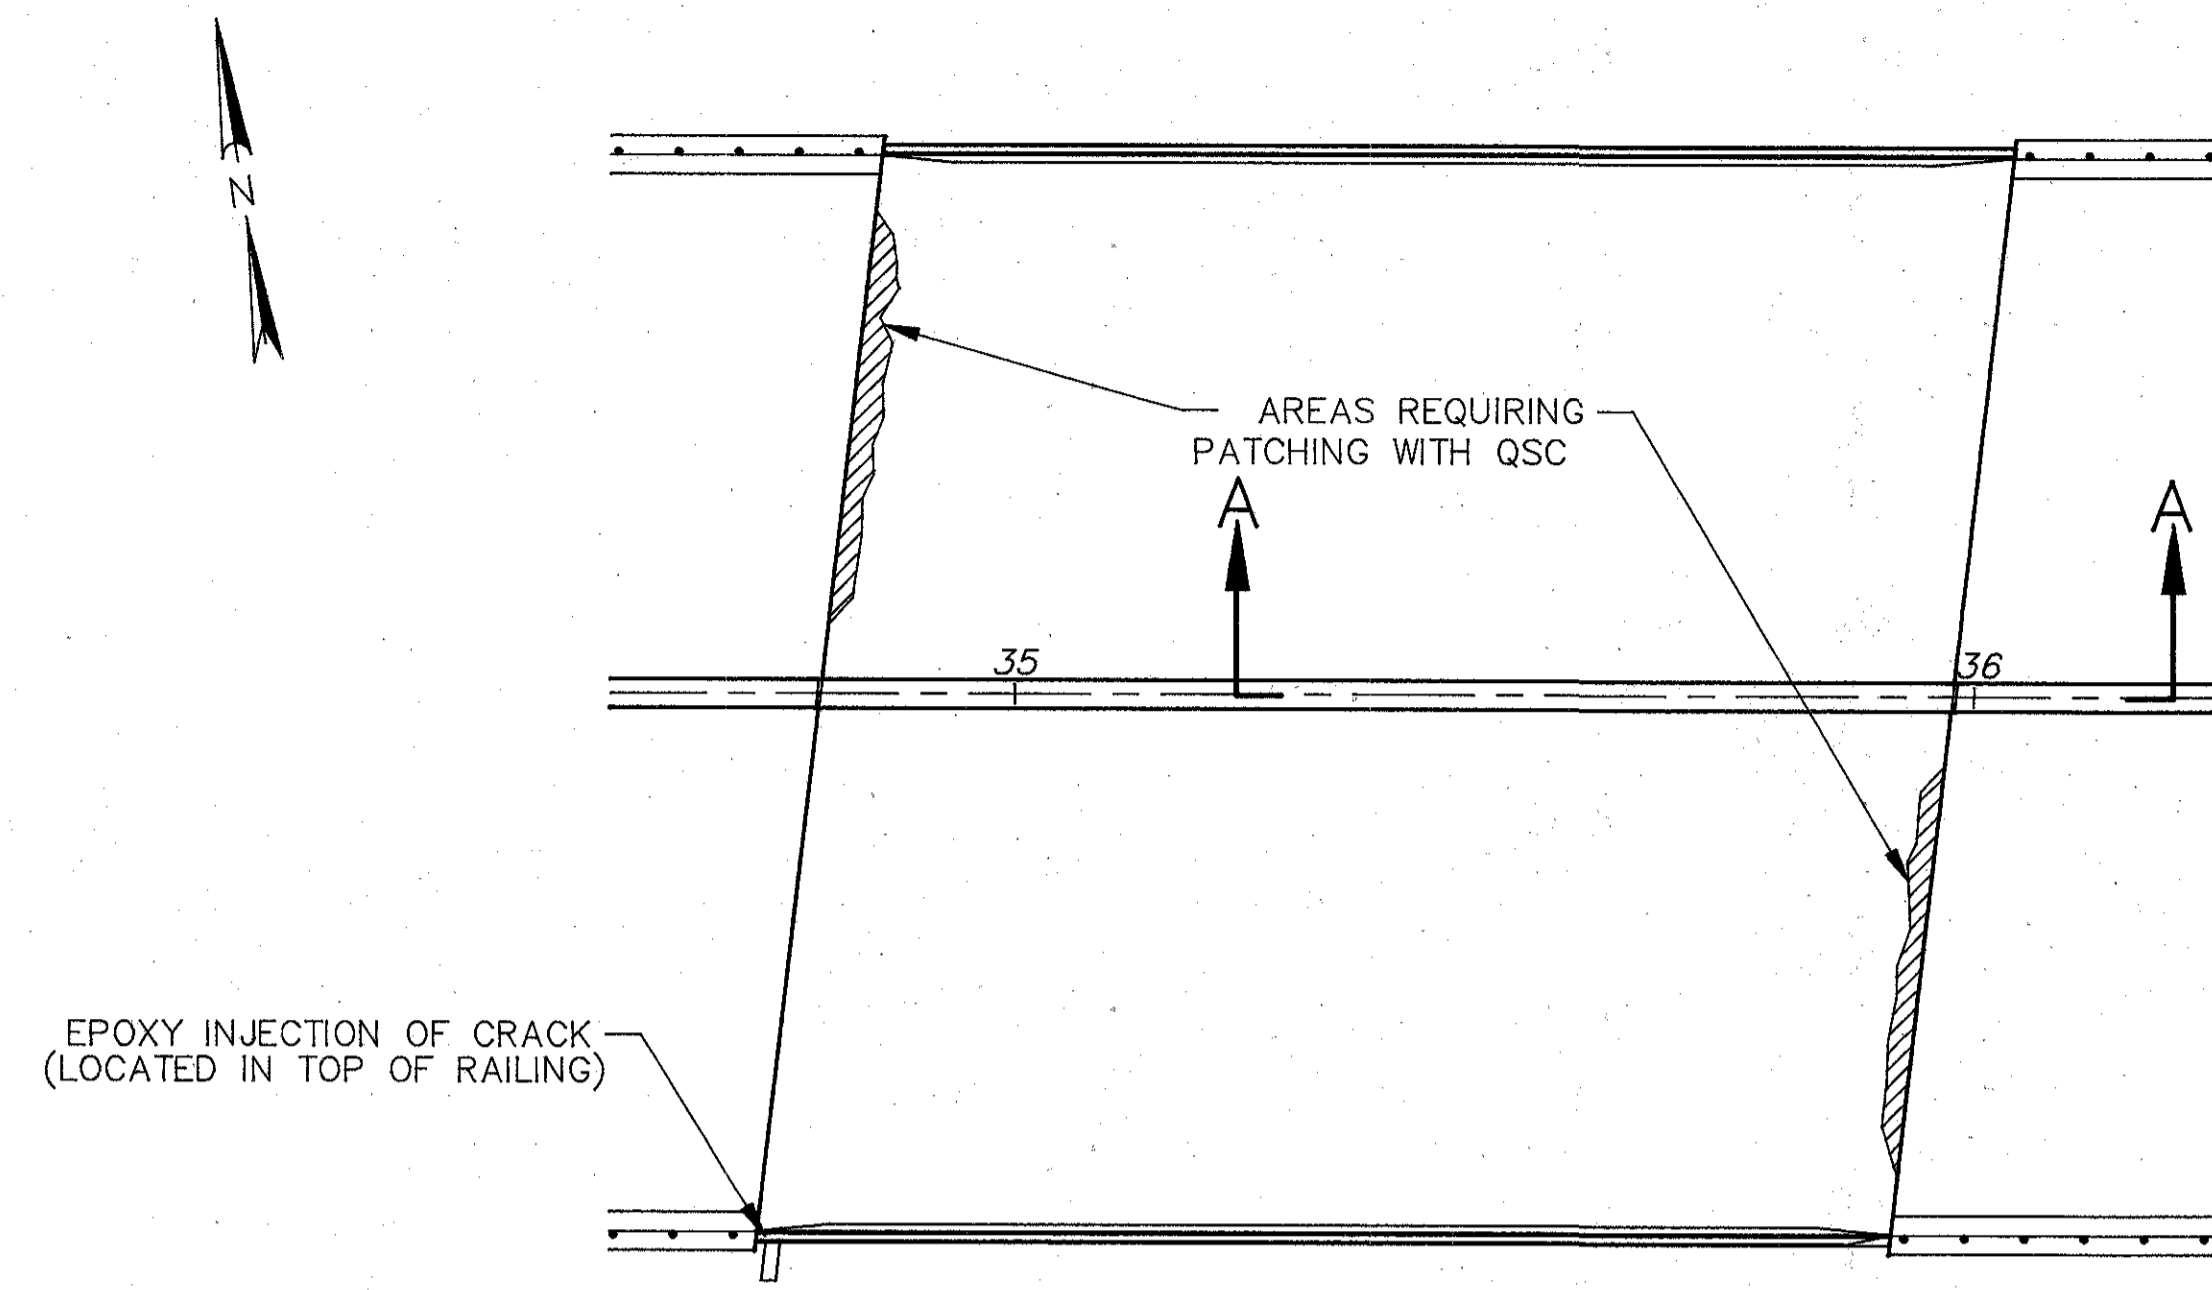 N
AREAS REQUIRING
PATCHING WITH QSC
A
A
35
36
EPOXY INJECTION OF CRACK
(LOCATED IN TOP OF RAILING)